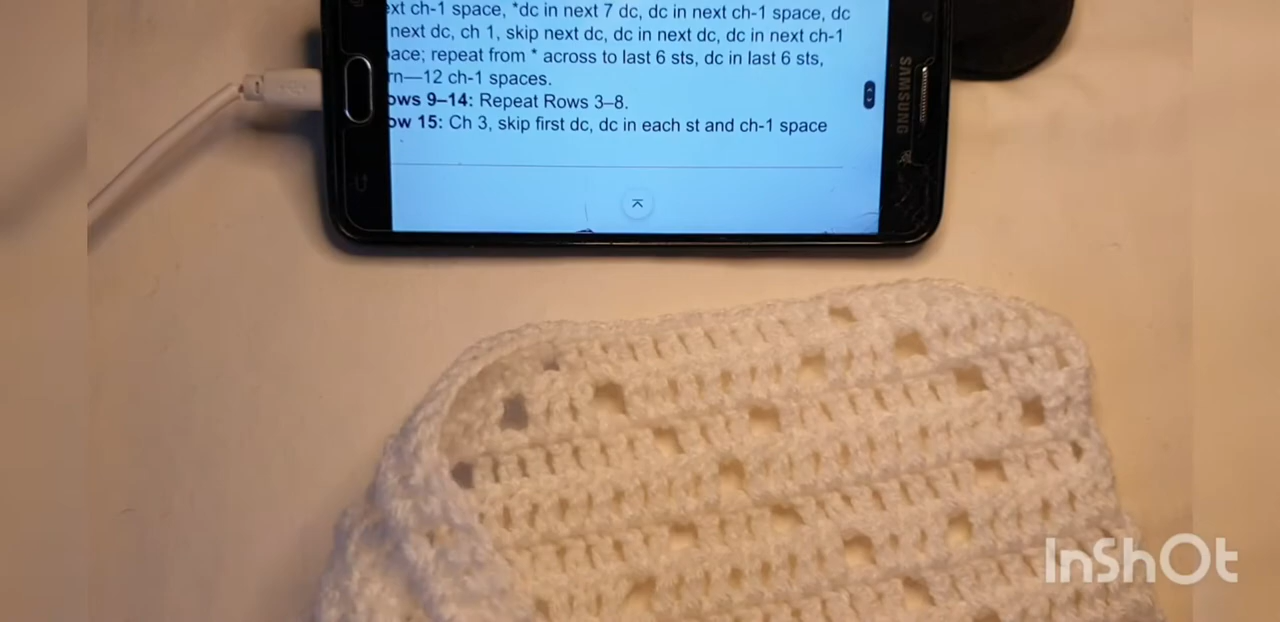 ext ch-1 space, *dc in next 7 dc, dc in next ch-1 space, dc
next dc, ch 1, skip next dc, dc in next dc, dc in next ch-1
ace; repeat from * across to last 6 sts, dc in last 6 sts,
rn—12 ch-1 spaces.
ows 9–14: Repeat Rows 3–8.
ow 15: Ch 3, skip first dc, dc in each st and ch-1 space
SAMSUNG
InShOt